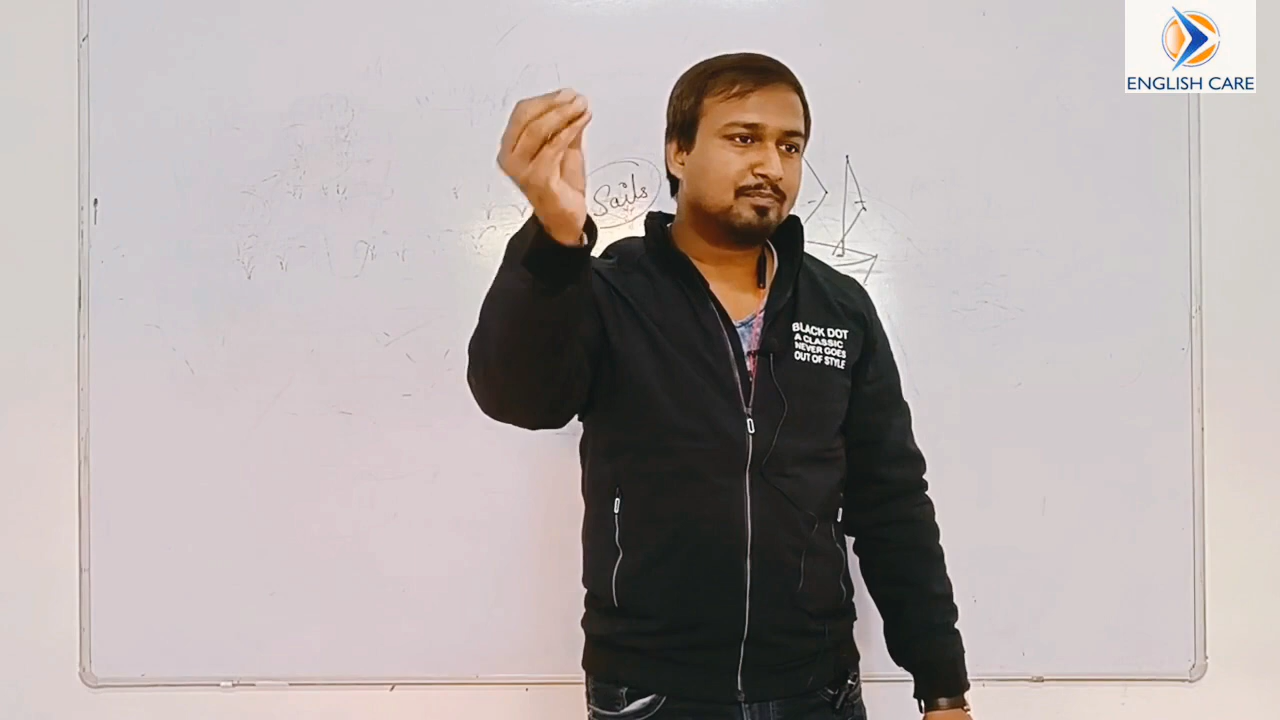 ENGLISH CARE
Sails
BLACK DOT
A CLASSIC
NEVER GOES
OUT OF STYLE